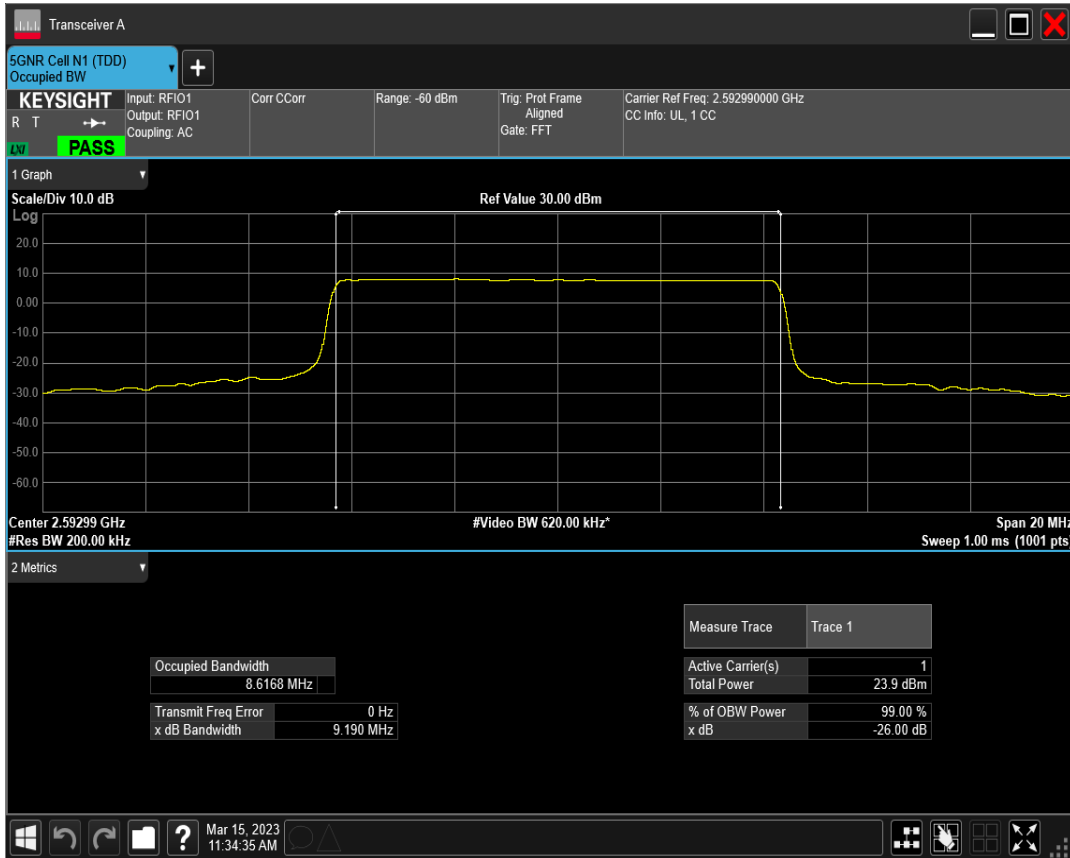 Transceiver A
5GNR Cell N1 (TDD)
Occupied BW
+
KEYSIGHT
R T
LXI
PASS
Input: RFIO1
Output: RFIO1
Coupling: AC
Corr CCorr
Range: -60 dBm
Trig: Prot Frame
Aligned
Gate: FFT
Carrier Ref Freq: 2.592990000 GHz
CC Info: UL, 1 CC
1 Graph
Scale/Div 10.0 dB
Ref Value 30.00 dBm
Log
20.0
10.0
0.00
-10.0
-20.0
-30.0
-40.0
-50.0
-60.0
Center 2.59299 GHz
#Video BW 620.00 kHz*
Span 20 MHz
#Res BW 200.00 kHz
Sweep 1.00 ms (1001 pts)
2 Metrics
Measure Trace Trace 1
Occupied Bandwidth
8.6168 MHz
Active Carrier(s) 1
Total Power 23.9 dBm
Transmit Freq Error 0 Hz
x dB Bandwidth 9.190 MHz
% of OBW Power 99.00 %
x dB -26.00 dB
?
Mar 15, 2023
11:34:35 AM